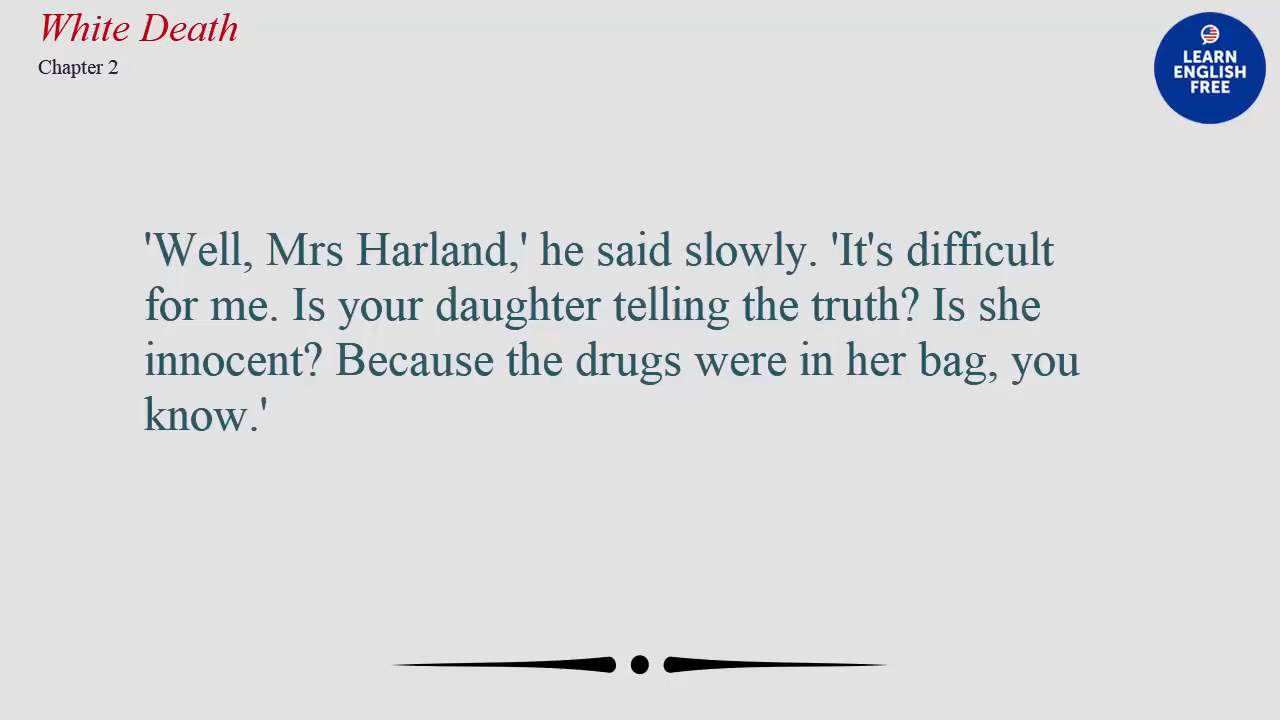 White Death
Chapter 2
LEARN
ENGLISH
FREE
'Well, Mrs Harland,' he said slowly. 'It's difficult
for me. Is your daughter telling the truth? Is she
innocent? Because the drugs were in her bag, you
know.'